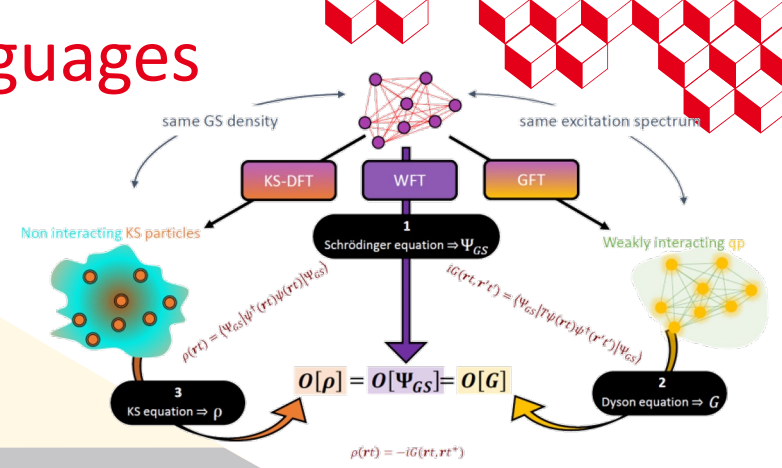 guages
same GS density
same excitation spectrum
KS-DFT
WFT
GFT
1
Schrödinger equation ⇒ Ψ_GS
Non interacting KS particles
Weakly interacting qp
ρ(rt) = ⟨Ψ_GS|ψ†(rt)ψ(rt)|Ψ_GS⟩
iG(rt, r't') = ⟨Ψ_GS|Tψ(rt)ψ†(r't')|Ψ_GS⟩
O[ρ] = O[Ψ_GS]= O[G]
3
KS equation ⇒ ρ
2
Dyson equation ⇒ G
ρ(rt) = −iG(rt, rt⁺)